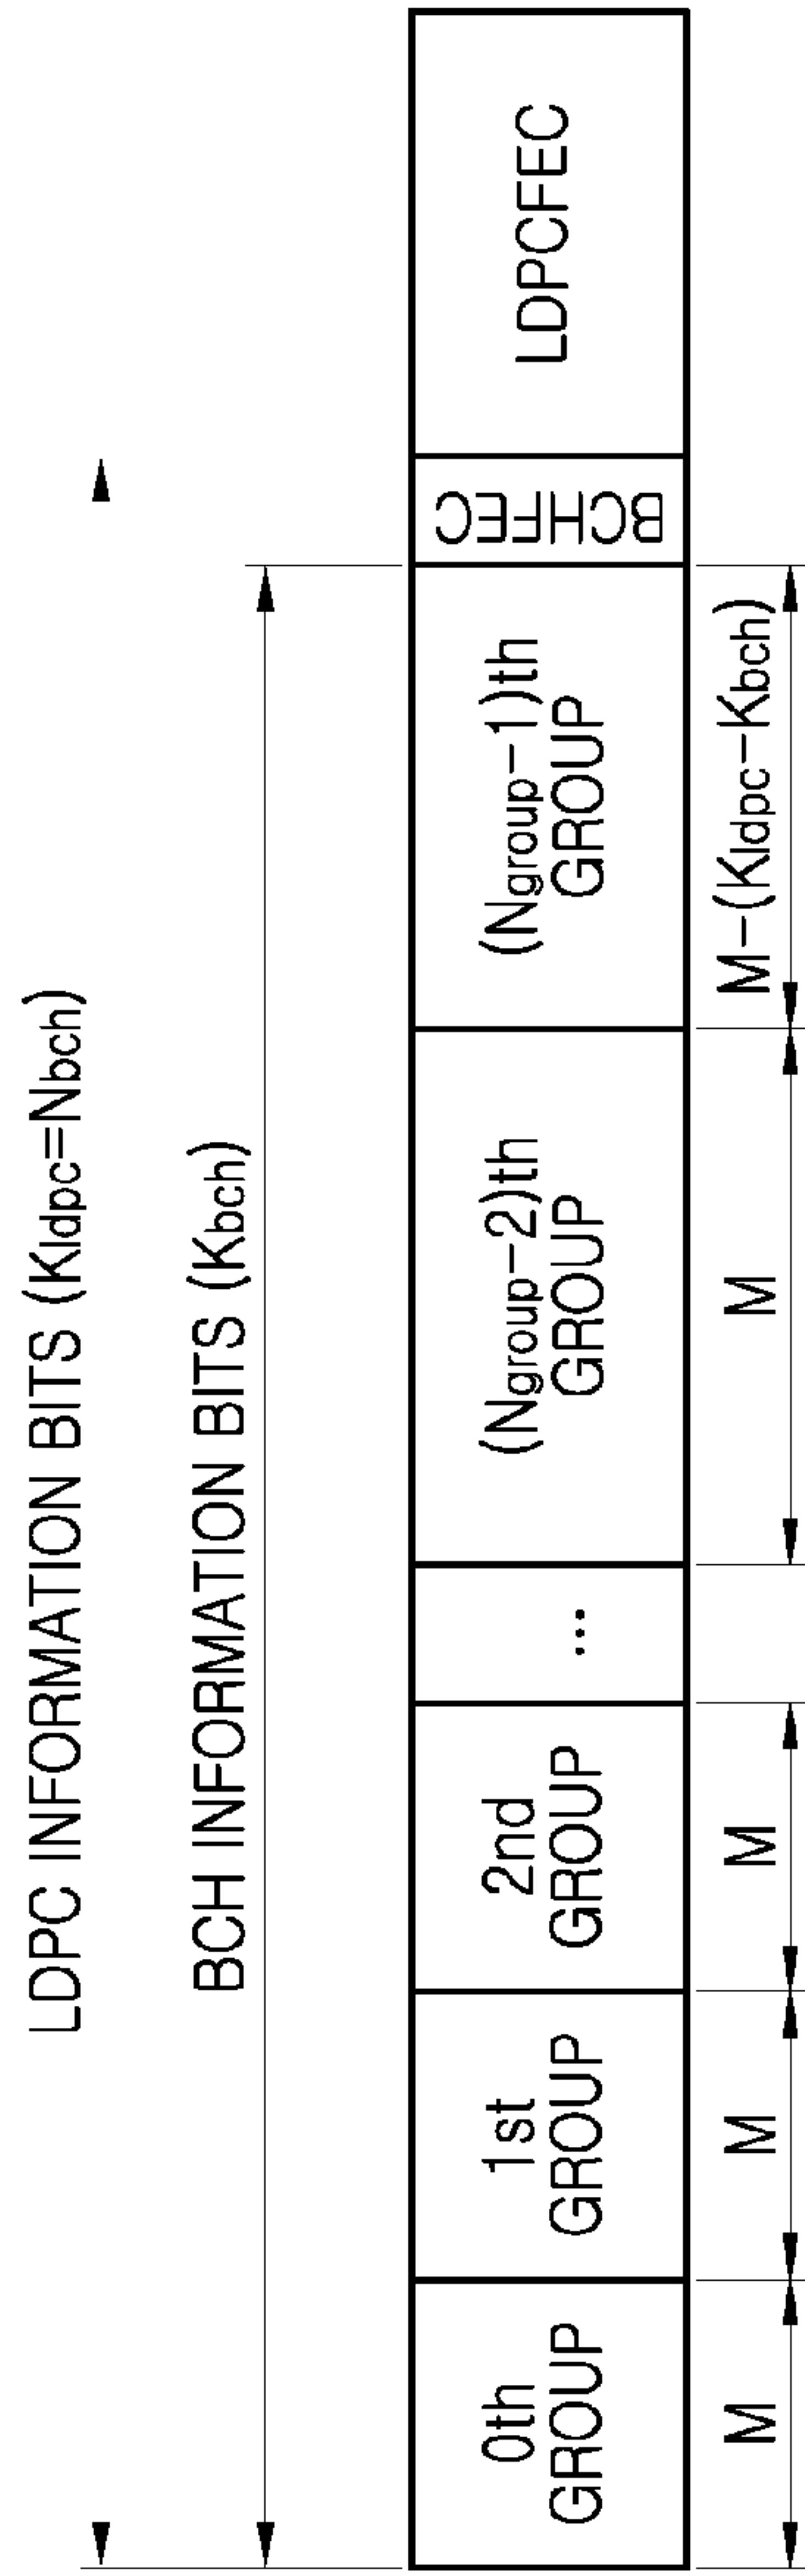 LDPC INFORMATION BITS (Kldpc=Nbch)
BCH INFORMATION BITS (Kbch)
0th
GROUP
1st
GROUP
2nd
GROUP
...
(Ngroup-2)th
GROUP
(Ngroup-1)th
GROUP
BCHFEC
LDPCFEC
M
M
M
M
M-(Kldpc-Kbch)